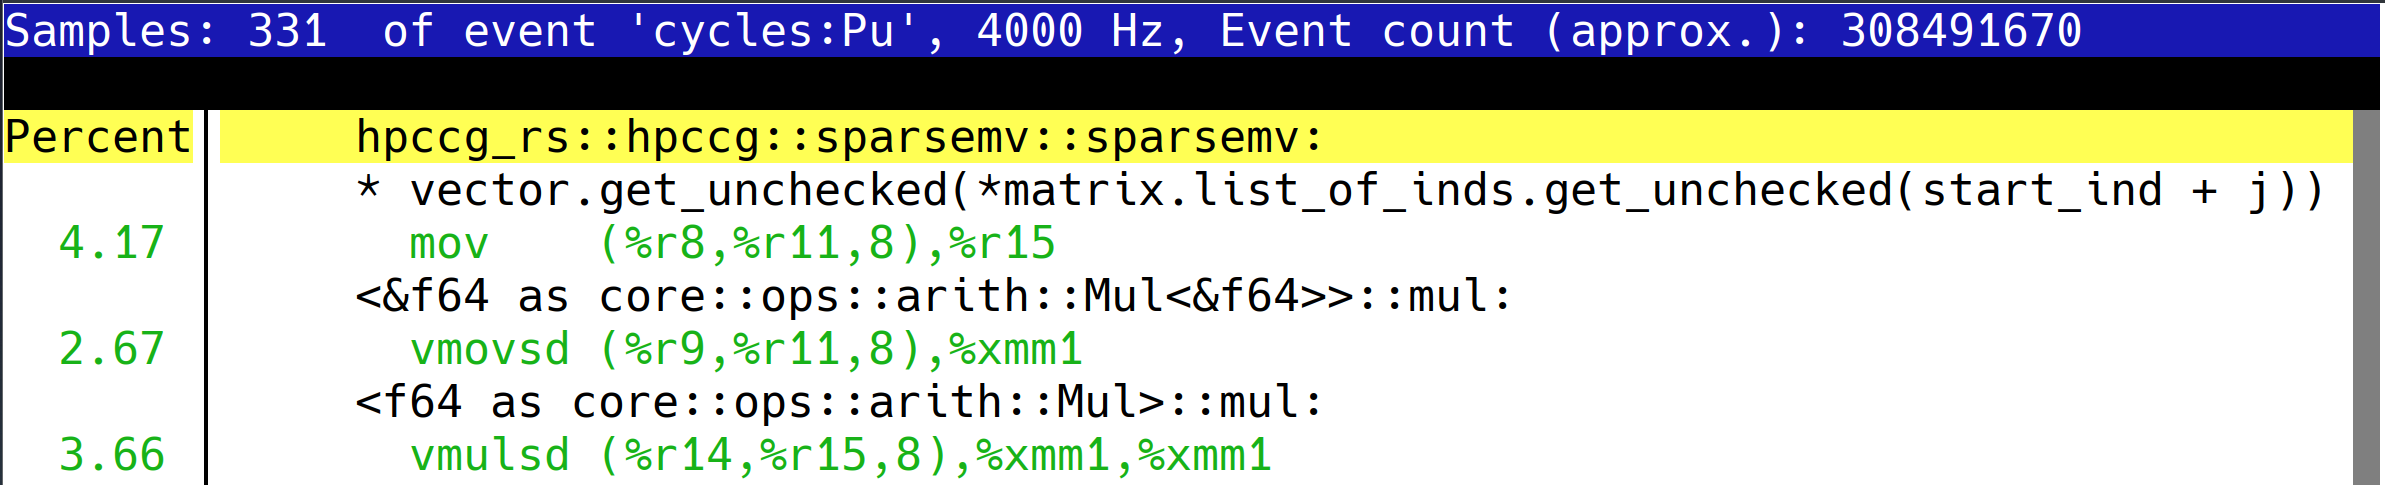 Samples: 331  of event 'cycles:Pu', 4000 Hz, Event count (approx.): 308491670
Percent      hpccg_rs::hpccg::sparsemv::sparsemv:
* vector.get_unchecked(*matrix.list_of_inds.get_unchecked(start_ind + j))
4.17  mov    (%r8,%r11,8),%r15
<&f64 as core::ops::arith::Mul<&f64>>::mul:
2.67  vmovsd (%r9,%r11,8),%xmm1
<f64 as core::ops::arith::Mul>::mul:
3.66  vmulsd (%r14,%r15,8),%xmm1,%xmm1